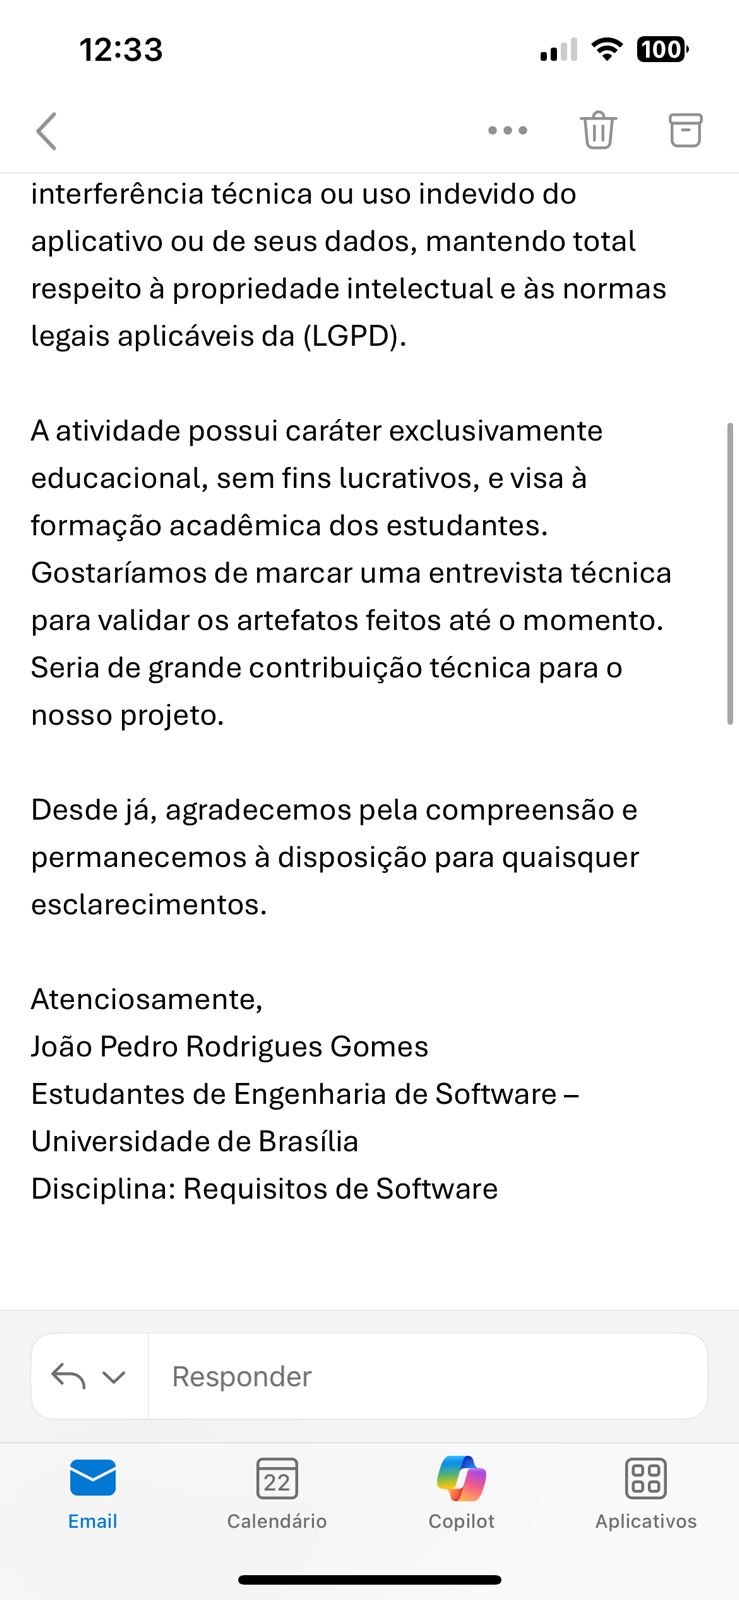 12:33
100
interferência técnica ou uso indevido do
aplicativo ou de seus dados, mantendo total
respeito à propriedade intelectual e às normas
legais aplicáveis da (LGPD).
A atividade possui caráter exclusivamente
educacional, sem fins lucrativos, e visa à
formação acadêmica dos estudantes.
Gostaríamos de marcar uma entrevista técnica
para validar os artefatos feitos até o momento.
Seria de grande contribuição técnica para o
nosso projeto.
Desde já, agradecemos pela compreensão e
permanecemos à disposição para quaisquer
esclarecimentos.
Atenciosamente,
João Pedro Rodrigues Gomes
Estudantes de Engenharia de Software –
Universidade de Brasília
Disciplina: Requisitos de Software
Responder
22
Email
Calendário
Copilot
Aplicativos